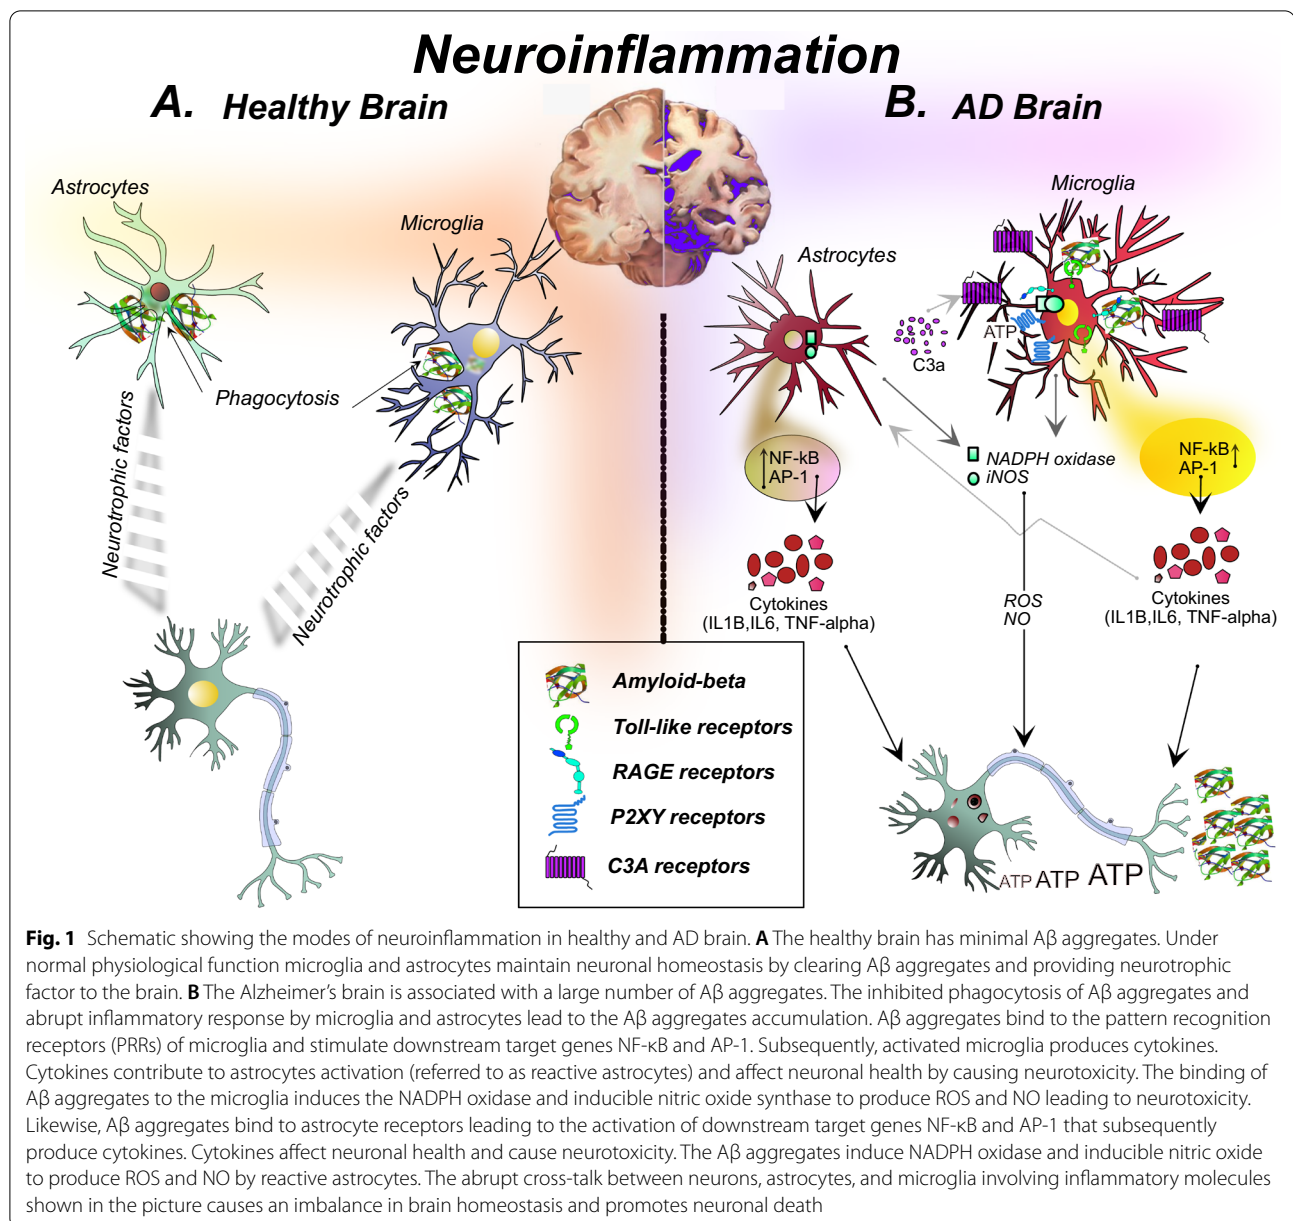 Neuroinflammation
A. Healthy Brain
B. AD Brain
Astrocytes
Microglia
Phagocytosis
Neurotrophic factors
Neurotrophic factors
Microglia
Astrocytes
C3a
ATP
NADPH oxidase
iNOS
NF-kB
AP-1
NF-kB
AP-1
Cytokines
(IL1B,IL6, TNF-alpha)
ROS
NO
Cytokines
(IL1B,IL6, TNF-alpha)
Amyloid-beta
Toll-like receptors
RAGE receptors
P2XY receptors
C3A receptors
ATP ATP ATP
Fig. 1 Schematic showing the modes of neuroinflammation in healthy and AD brain. A The healthy brain has minimal Aβ aggregates. Under
normal physiological function microglia and astrocytes maintain neuronal homeostasis by clearing Aβ aggregates and providing neurotrophic
factor to the brain. B The Alzheimer's brain is associated with a large number of Aβ aggregates. The inhibited phagocytosis of Aβ aggregates and
abrupt inflammatory response by microglia and astrocytes lead to the Aβ aggregates accumulation. Aβ aggregates bind to the pattern recognition
receptors (PRRs) of microglia and stimulate downstream target genes NF-κB and AP-1. Subsequently, activated microglia produces cytokines.
Cytokines contribute to astrocytes activation (referred to as reactive astrocytes) and affect neuronal health by causing neurotoxicity. The binding of
Aβ aggregates to the microglia induces the NADPH oxidase and inducible nitric oxide synthase to produce ROS and NO leading to neurotoxicity.
Likewise, Aβ aggregates bind to astrocyte receptors leading to the activation of downstream target genes NF-κB and AP-1 that subsequently
produce cytokines. Cytokines affect neuronal health and cause neurotoxicity. The Aβ aggregates induce NADPH oxidase and inducible nitric oxide
to produce ROS and NO by reactive astrocytes. The abrupt cross-talk between neurons, astrocytes, and microglia involving inflammatory molecules
shown in the picture causes an imbalance in brain homeostasis and promotes neuronal death